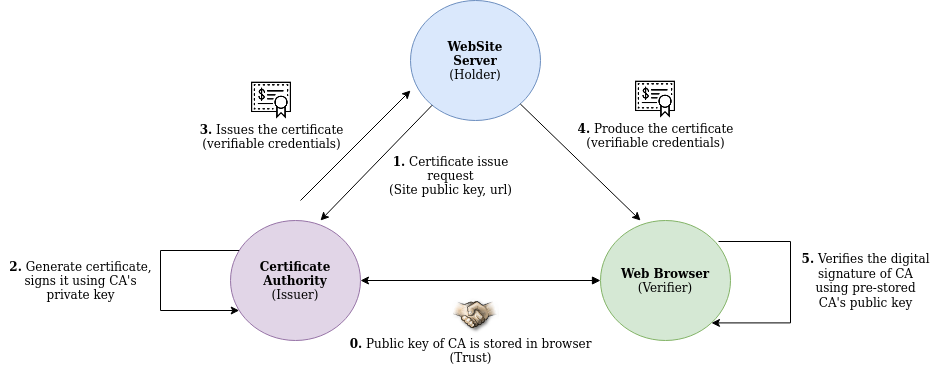 WebSite
Server
(Holder)
3. Issues the certificate
(verifiable credentials)
4. Produce the certificate
(verifiable credentials)
1. Certificate issue
request
(Site public key, url)
2. Generate certificate,
signs it using CA's
private key
Certificate
Authority
(Issuer)
Web Browser
(Verifier)
5. Verifies the digital
signature of CA
using pre-stored
CA's public key
0. Public key of CA is stored in browser
(Trust)